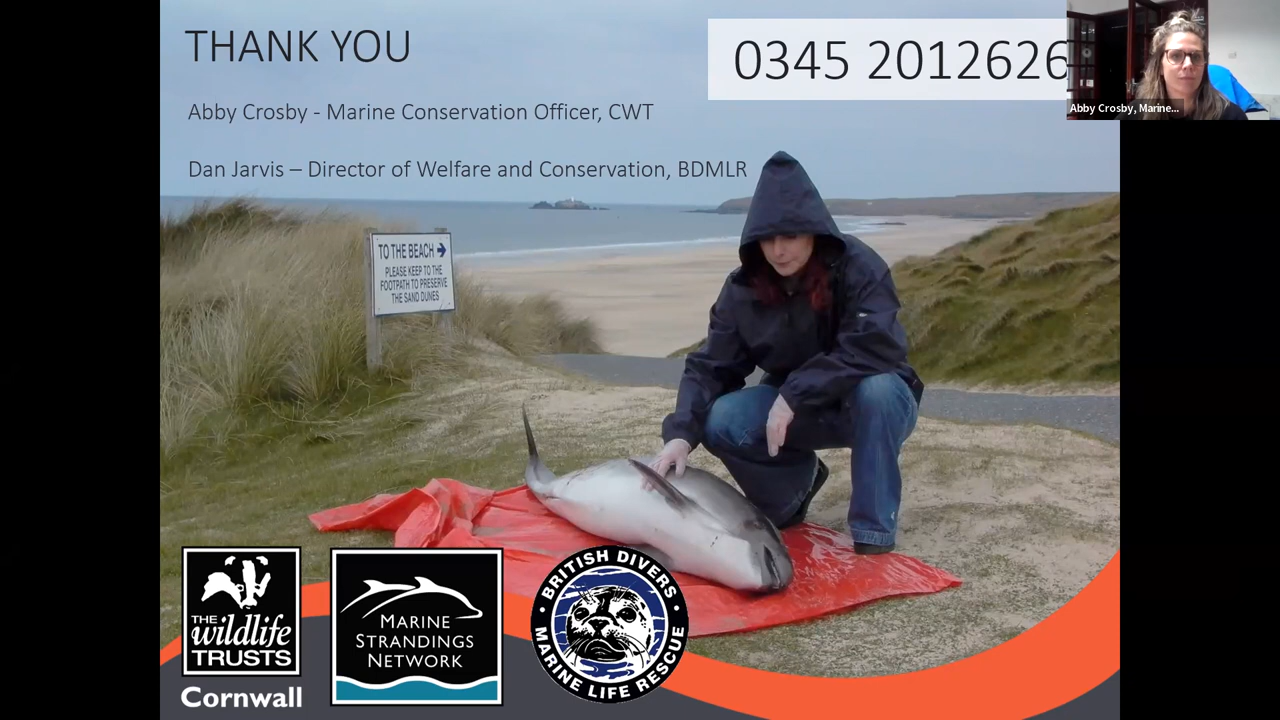 THANK YOU
0345 2012626
Abby Crosby, Marine...
Abby Crosby - Marine Conservation Officer, CWT
Dan Jarvis – Director of Welfare and Conservation, BDMLR
TO THE BEACH
PLEASE KEEP TO THE
FOOTPATH TO PRESERVE
THE SAND DUNES
THE
wildlife
TRUSTS
Cornwall
MARINE
STRANDINGS
NETWORK
BRITISH DIVERS
MARINE LIFE RESCUE